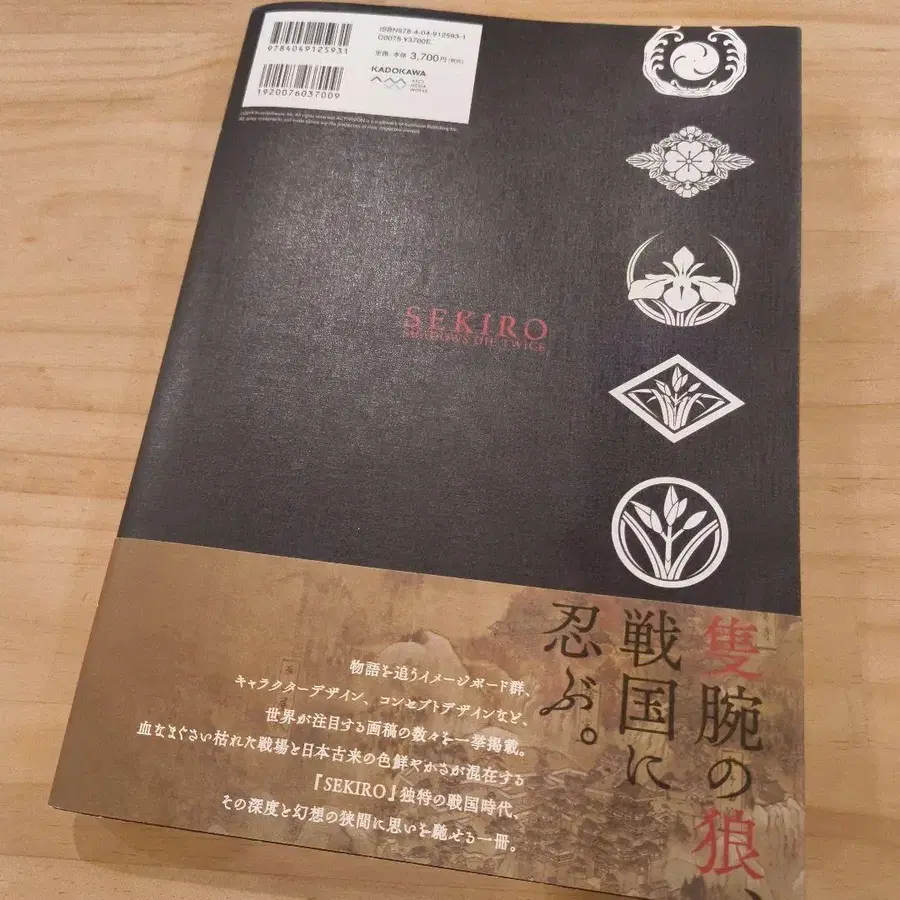 ISBN978-4-04-912593-1
C0076 ¥3700E
定価 本体 3,700円(税別)
9784049125931
KADOKAWA
ASCII
MEDIA
WORKS
1920076037009
SEKIRO
SHADOWS DIE TWICE
隻腕の狼、
戦国に
忍ぶ。
物語を追うイメージボード群、
キャラクターデザイン、コンセプトデザインなど、
世界が注目する画稿の数々を一挙掲載。
血なまぐさい枯れた戦場と日本古来の色鮮やかさが混在する
『SEKIRO』独特の戦国時代、
その深度と幻想の狭間に思いを馳せる一冊。